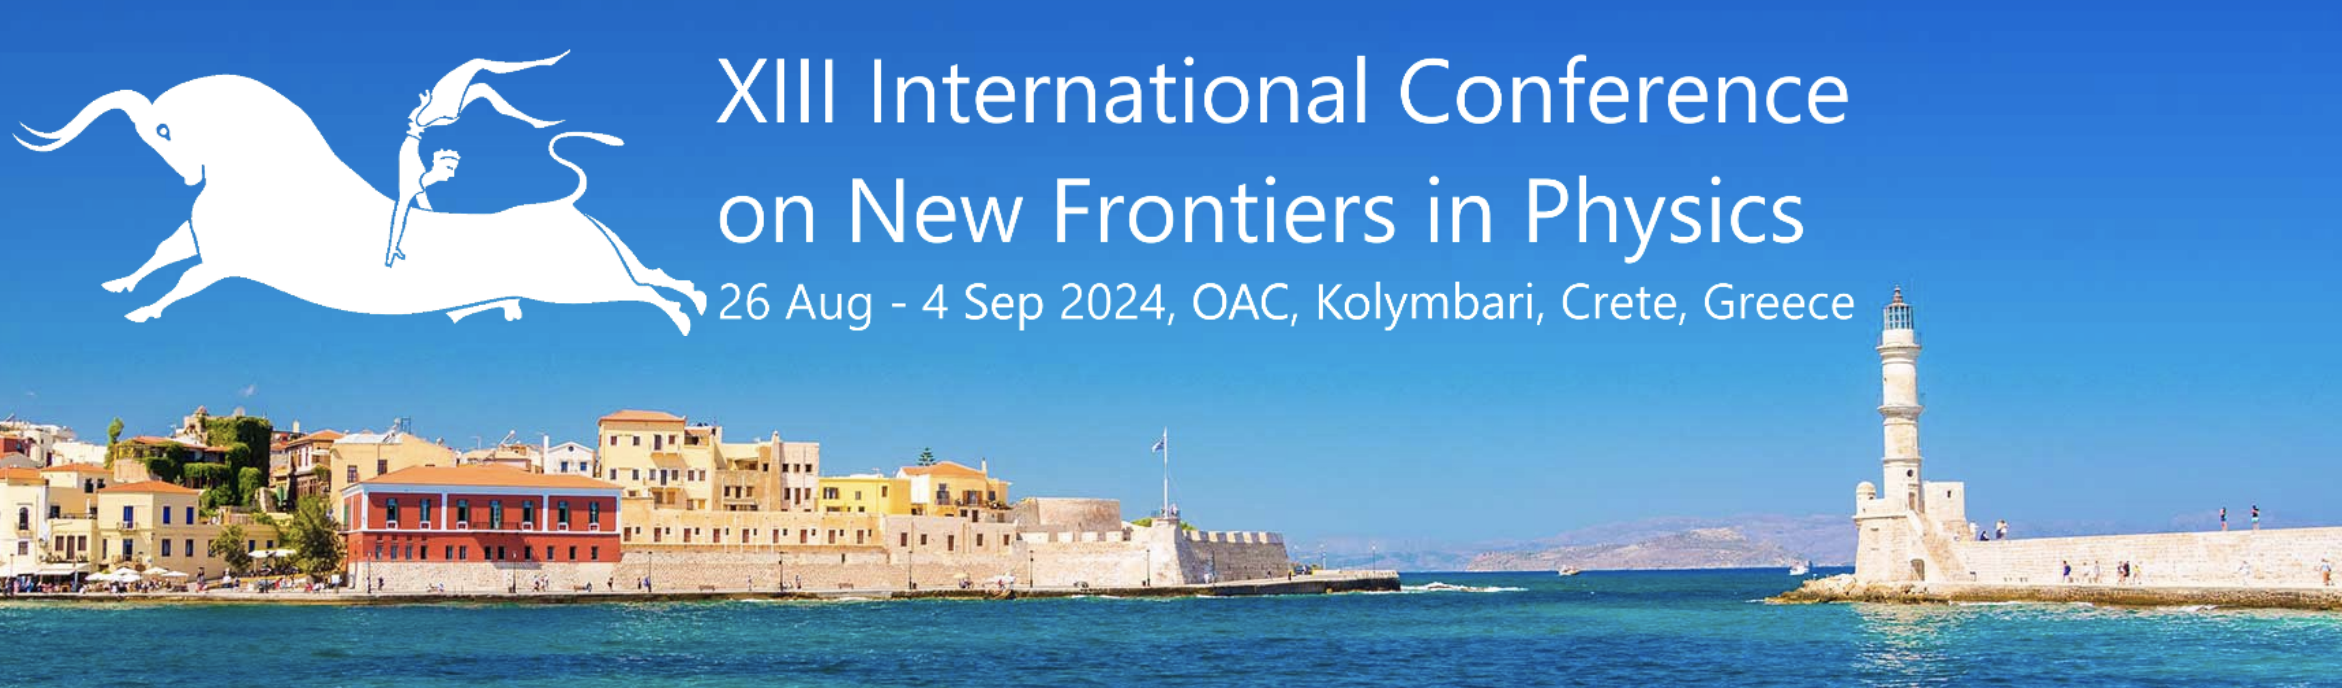 XIII International Conference
on New Frontiers in Physics
26 Aug - 4 Sep 2024, OAC, Kolymbari, Crete, Greece